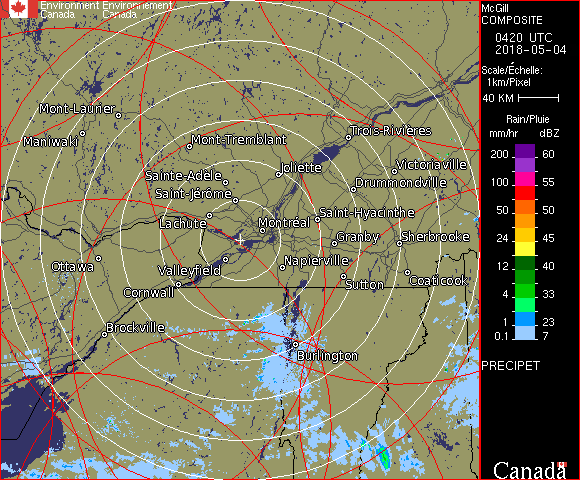 Environment Environnement
Canada Canada
McGill
COMPOSITE
0420 UTC
2018-05-04
Scale/Échelle:
1km/Pixel
40 KM
Rain/Pluie
mm/hr dBZ
200 60
55
100 55
50 50
24 45
12 40
4 33
1 23
0.1 7
PRECIPET
Canada
Mont-Laurier
Maniwaki
Mont-Tremblant
Trois-Rivières
Sainte-Adèle
Joliette
Victoriaville
Saint-Jérôme
Drummondville
Lachute
Montréal
Saint-Hyacinthe
Granby
Sherbrooke
Ottawa
Valleyfield
Napierville
Cornwall
Sutton
Coaticook
Brockville
Burlington